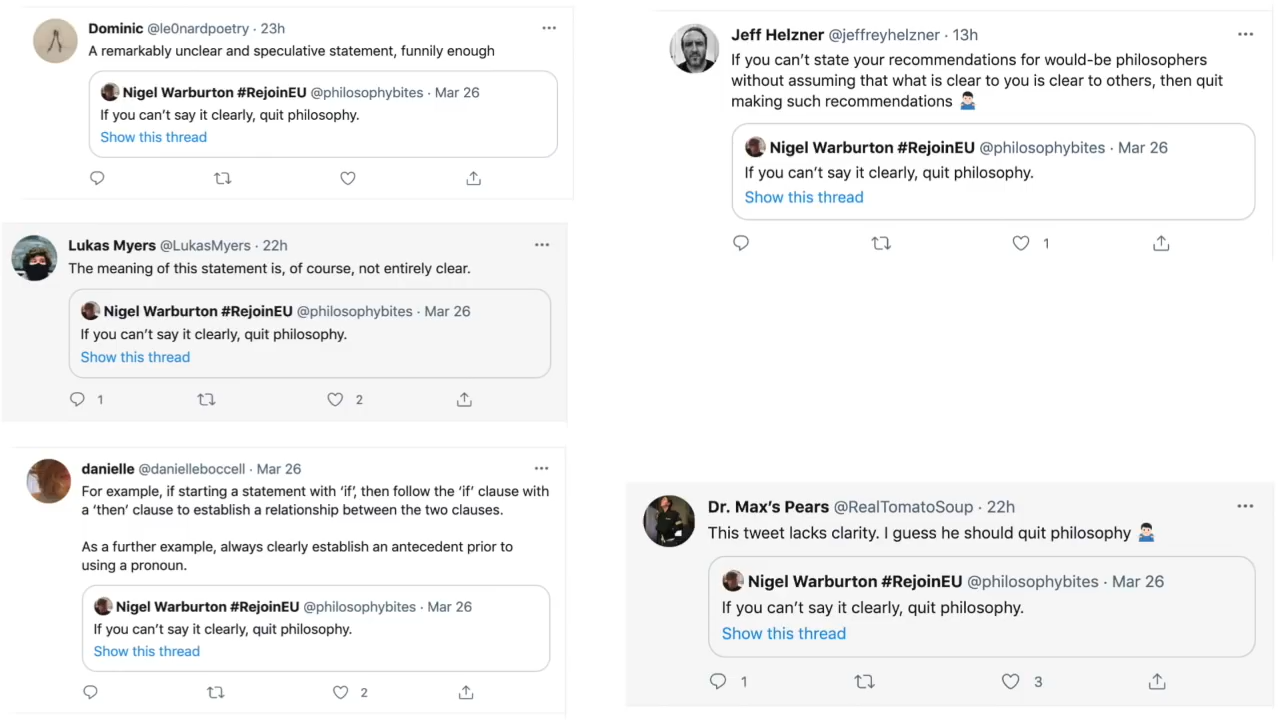 Dominic @le0nardpoetry · 23h
A remarkably unclear and speculative statement, funnily enough
Nigel Warburton #RejoinEU @philosophybites · Mar 26
If you can’t say it clearly, quit philosophy.
Show this thread
Lukas Myers @LukasMyers · 22h
The meaning of this statement is, of course, not entirely clear.
Nigel Warburton #RejoinEU @philosophybites · Mar 26
If you can’t say it clearly, quit philosophy.
Show this thread
1 2
danielle @danielleboccell · Mar 26
For example, if starting a statement with ‘if’, then follow the ‘if’ clause with
a ‘then’ clause to establish a relationship between the two clauses.
As a further example, always clearly establish an antecedent prior to
using a pronoun.
Nigel Warburton #RejoinEU @philosophybites · Mar 26
If you can’t say it clearly, quit philosophy.
Show this thread
2
Jeff Helzner @jeffreyhelzner · 13h
If you can’t state your recommendations for would-be philosophers
without assuming that what is clear to you is clear to others, then quit
making such recommendations 🤷🏻‍♂️
Nigel Warburton #RejoinEU @philosophybites · Mar 26
If you can’t say it clearly, quit philosophy.
Show this thread
1
Dr. Max’s Pears @RealTomatoSoup · 22h
This tweet lacks clarity. I guess he should quit philosophy 🤷🏻‍♂️
Nigel Warburton #RejoinEU @philosophybites · Mar 26
If you can’t say it clearly, quit philosophy.
Show this thread
1 3